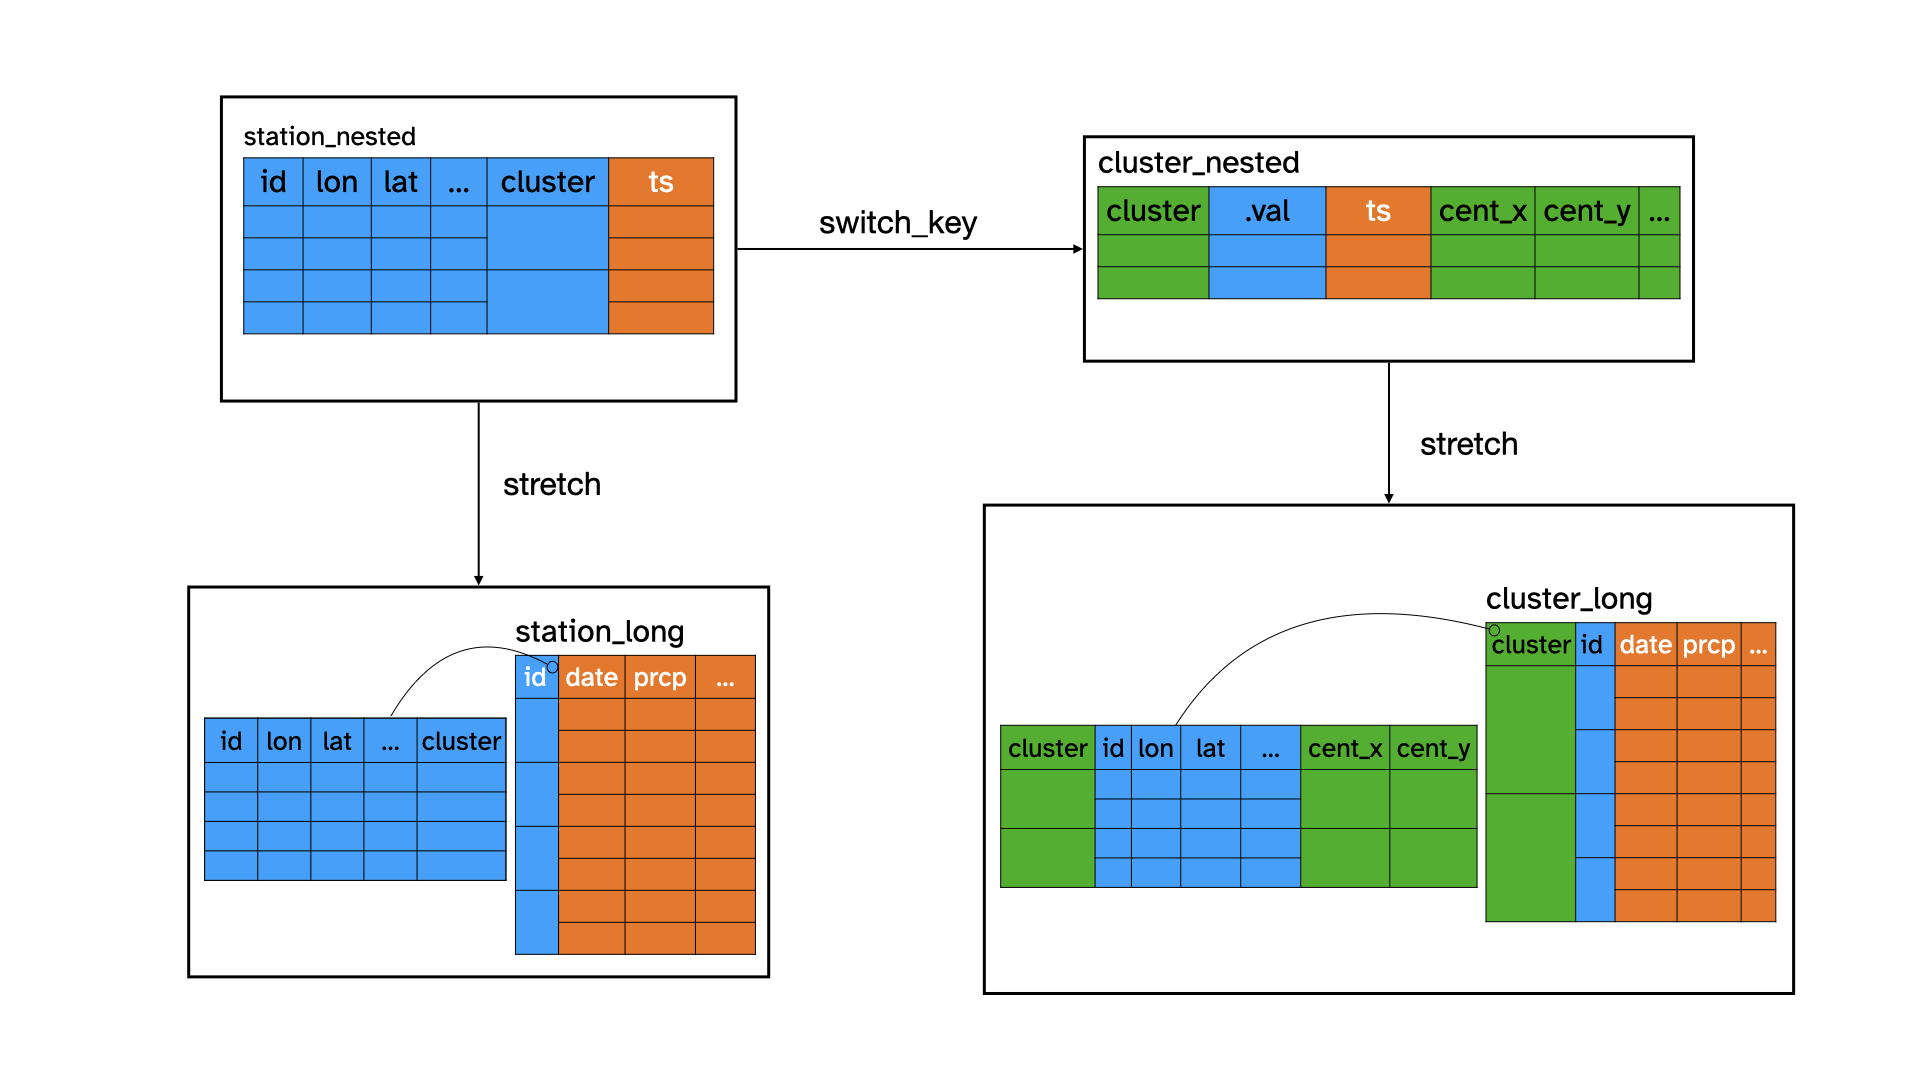 station_nested
id lon lat ... cluster ts
switch_key
cluster_nested
cluster .val ts cent_x cent_y ...
stretch
stretch
station_long
id date prcp ...
id lon lat ... cluster
cluster_long
cluster id date prcp ...
cluster id lon lat ... cent_x cent_y